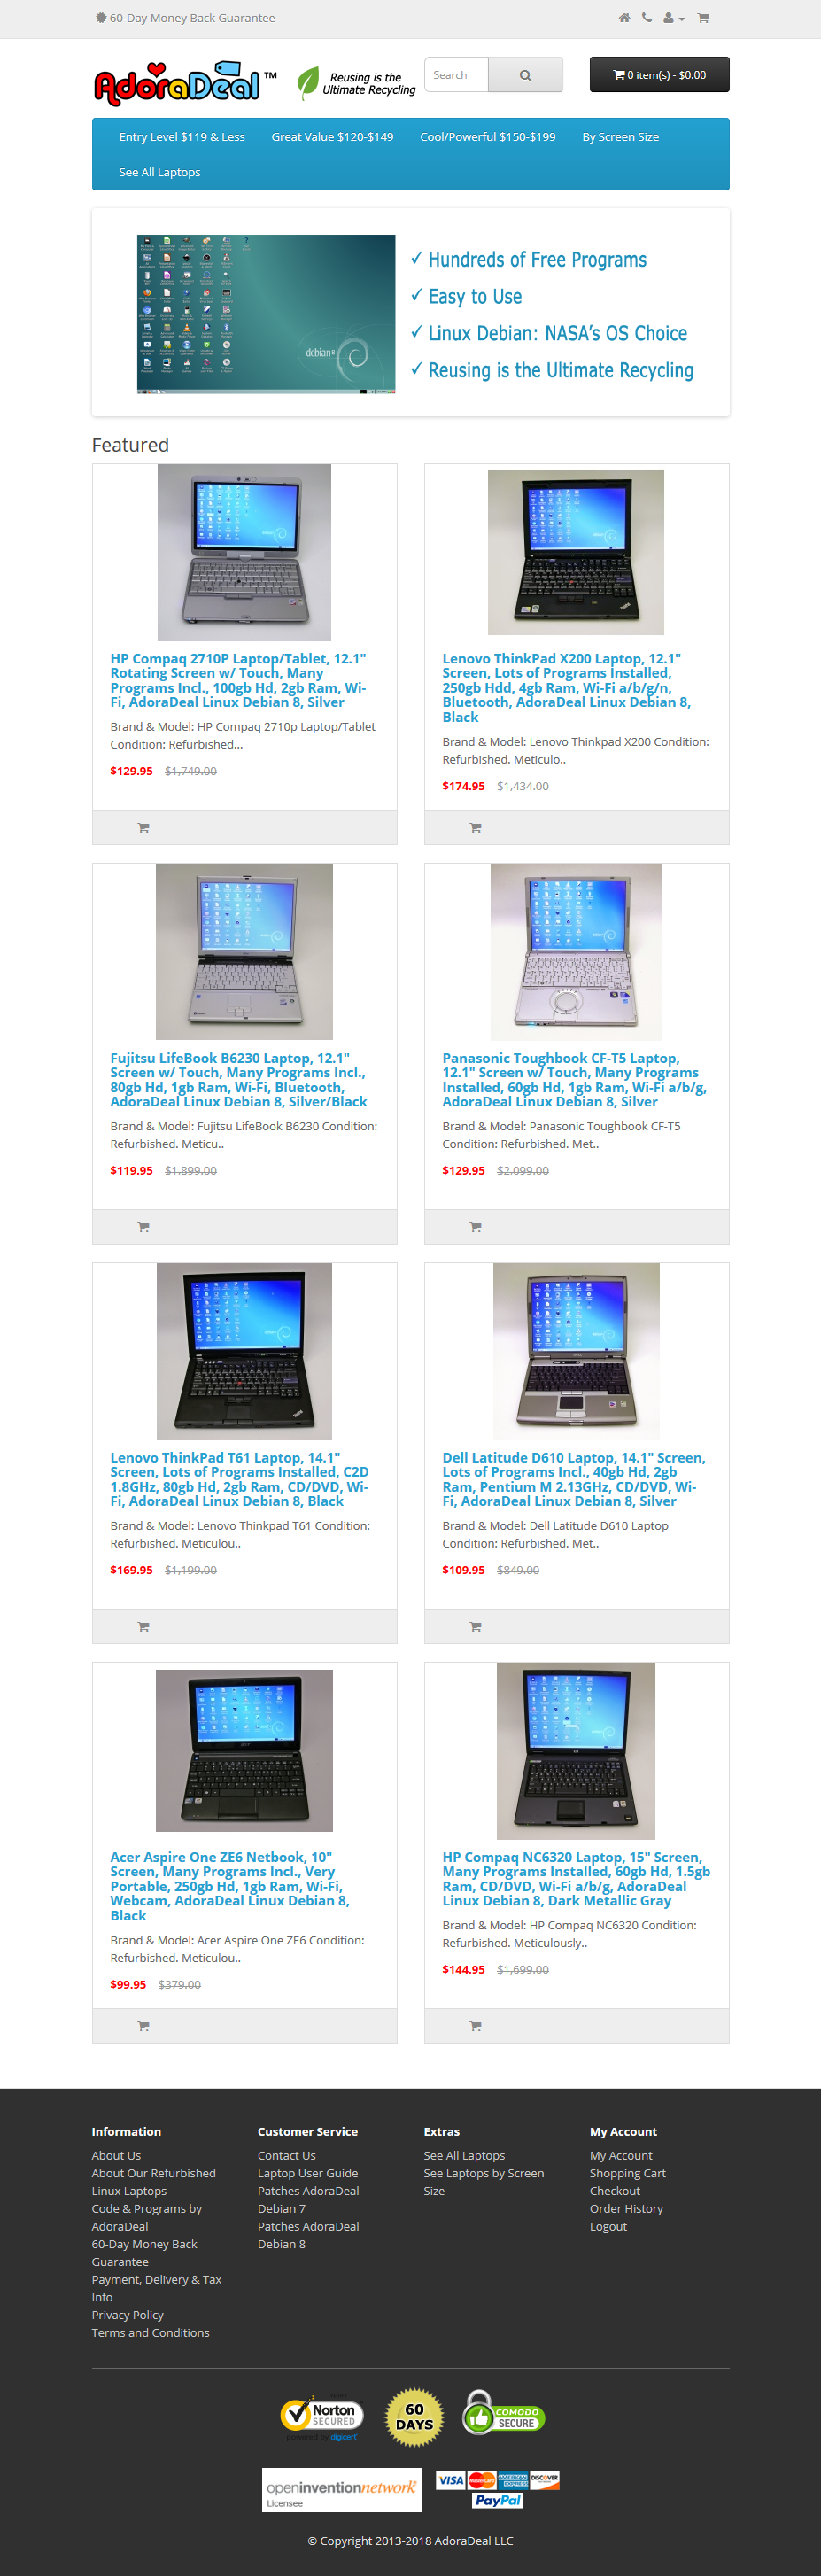 60-Day Money Back Guarantee
AdoraDeal™
Reusing is the
Ultimate Recycling
Search
0 item(s) - $0.00
Entry Level $119 & Less
Great Value $120-$149
Cool/Powerful $150-$199
By Screen Size
See All Laptops
debian 8
✓ Hundreds of Free Programs
✓ Easy to Use
✓ Linux Debian: NASA's OS Choice
✓ Reusing is the Ultimate Recycling
Featured
HP Compaq 2710P Laptop/Tablet, 12.1"
Rotating Screen w/ Touch, Many
Programs Incl., 100gb Hd, 2gb Ram, Wi-
Fi, AdoraDeal Linux Debian 8, Silver
Brand & Model: HP Compaq 2710p Laptop/Tablet
Condition: Refurbished...
$129.95 $1,749.00
Lenovo ThinkPad X200 Laptop, 12.1"
Screen, Lots of Programs Installed,
250gb Hdd, 4gb Ram, Wi-Fi a/b/g/n,
Bluetooth, AdoraDeal Linux Debian 8,
Black
Brand & Model: Lenovo Thinkpad X200 Condition:
Refurbished. Meticulo..
$174.95 $1,434.00
Fujitsu LifeBook B6230 Laptop, 12.1"
Screen w/ Touch, Many Programs Incl.,
80gb Hd, 1gb Ram, Wi-Fi, Bluetooth,
AdoraDeal Linux Debian 8, Silver/Black
Brand & Model: Fujitsu LifeBook B6230 Condition:
Refurbished. Meticu..
$119.95 $1,899.00
Panasonic Toughbook CF-T5 Laptop,
12.1" Screen w/ Touch, Many Programs
Installed, 60gb Hd, 1gb Ram, Wi-Fi a/b/g,
AdoraDeal Linux Debian 8, Silver
Brand & Model: Panasonic Toughbook CF-T5
Condition: Refurbished. Met..
$129.95 $2,099.00
Lenovo ThinkPad T61 Laptop, 14.1"
Screen, Lots of Programs Installed, C2D
1.8GHz, 80gb Hd, 2gb Ram, CD/DVD, Wi-
Fi, AdoraDeal Linux Debian 8, Black
Brand & Model: Lenovo Thinkpad T61 Condition:
Refurbished. Meticulou..
$169.95 $1,199.00
Dell Latitude D610 Laptop, 14.1" Screen,
Lots of Programs Incl., 40gb Hd, 2gb
Ram, Pentium M 2.13GHz, CD/DVD, Wi-
Fi, AdoraDeal Linux Debian 8, Silver
Brand & Model: Dell Latitude D610 Laptop
Condition: Refurbished. Met..
$109.95 $849.00
Acer Aspire One ZE6 Netbook, 10"
Screen, Many Programs Incl., Very
Portable, 250gb Hd, 1gb Ram, Wi-Fi,
Webcam, AdoraDeal Linux Debian 8,
Black
Brand & Model: Acer Aspire One ZE6 Condition:
Refurbished. Meticulou..
$99.95 $379.00
HP Compaq NC6320 Laptop, 15" Screen,
Many Programs Installed, 60gb Hd, 1.5gb
Ram, CD/DVD, Wi-Fi a/b/g, AdoraDeal
Linux Debian 8, Dark Metallic Gray
Brand & Model: HP Compaq NC6320 Condition:
Refurbished. Meticulously..
$144.95 $1,699.00
Information
About Us
About Our Refurbished
Linux Laptops
Code & Programs by
AdoraDeal
60-Day Money Back
Guarantee
Payment, Delivery & Tax
Info
Privacy Policy
Terms and Conditions
Customer Service
Contact Us
Laptop User Guide
Patches AdoraDeal
Debian 7
Patches AdoraDeal
Debian 8
Extras
See All Laptops
See Laptops by Screen
Size
My Account
My Account
Shopping Cart
Checkout
Order History
Logout
Norton
SECURED
powered by digicert
60
DAYS
COMODO
SECURE
openinventionnetwork
Licensee
VISA
MasterCard
AMERICAN EXPRESS
DISCOVER
PayPal
© Copyright 2013-2018 AdoraDeal LLC